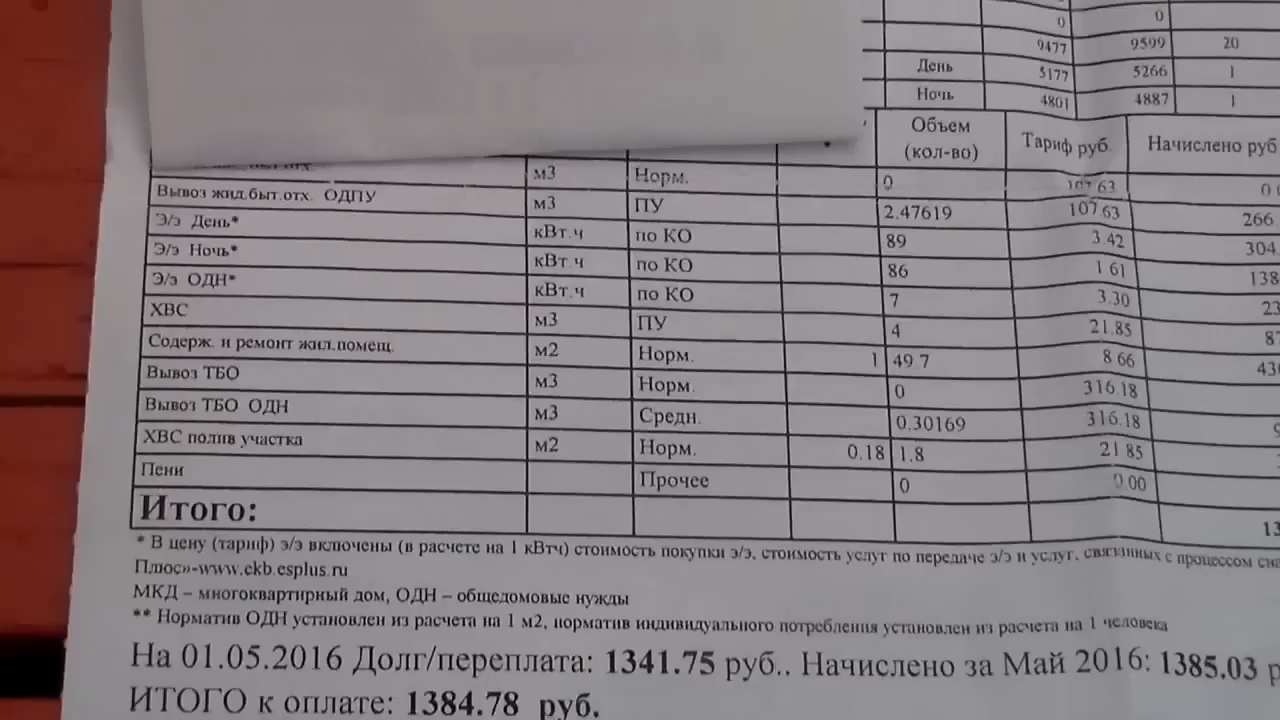 0 0
9477 9599 20
День 5177 5266 1
Ночь 4801 4887 1
Объем (кол-во) Тариф руб. Начислено руб
м3 Норм. 0 107.63
Вывоз жид.быт.отх. ОДПУ м3 ПУ 2.47619 107.63 266
Э/э День* кВт.ч по КО 89 3.42 304
Э/э Ночь* кВт.ч по КО 86 1.61 138
Э/э ОДН* кВт.ч по КО 7 3.30 23
ХВС м3 ПУ 4 21.85
Содерж. и ремонт жил.помещ. м2 Норм. 1 49.7 8.66
Вывоз ТБО м3 Норм. 0 316.18
Вывоз ТБО ОДН м3 Средн. 0.30169 316.18
ХВС полив участка м2 Норм. 0.18 1.8 21.85
Пени Прочее 0 0.00
Итого: 13
* В цену (тариф) э/э включены (в расчете на 1 кВтч) стоимость покупки э/э, стоимость услуг по передаче э/э и услуг, связанных с процессом
Плюс»-www.ekb.esplus.ru
МКД – многоквартирный дом, ОДН – общедомовые нужды
** Норматив ОДН установлен из расчета на 1 м2, норматив индивидуального потребления установлен из расчета на 1 человека
На 01.05.2016 Долг/переплата: 1341.75 руб.. Начислено за Май 2016: 1385.03 р
ИТОГО к оплате: 1384.78 руб.